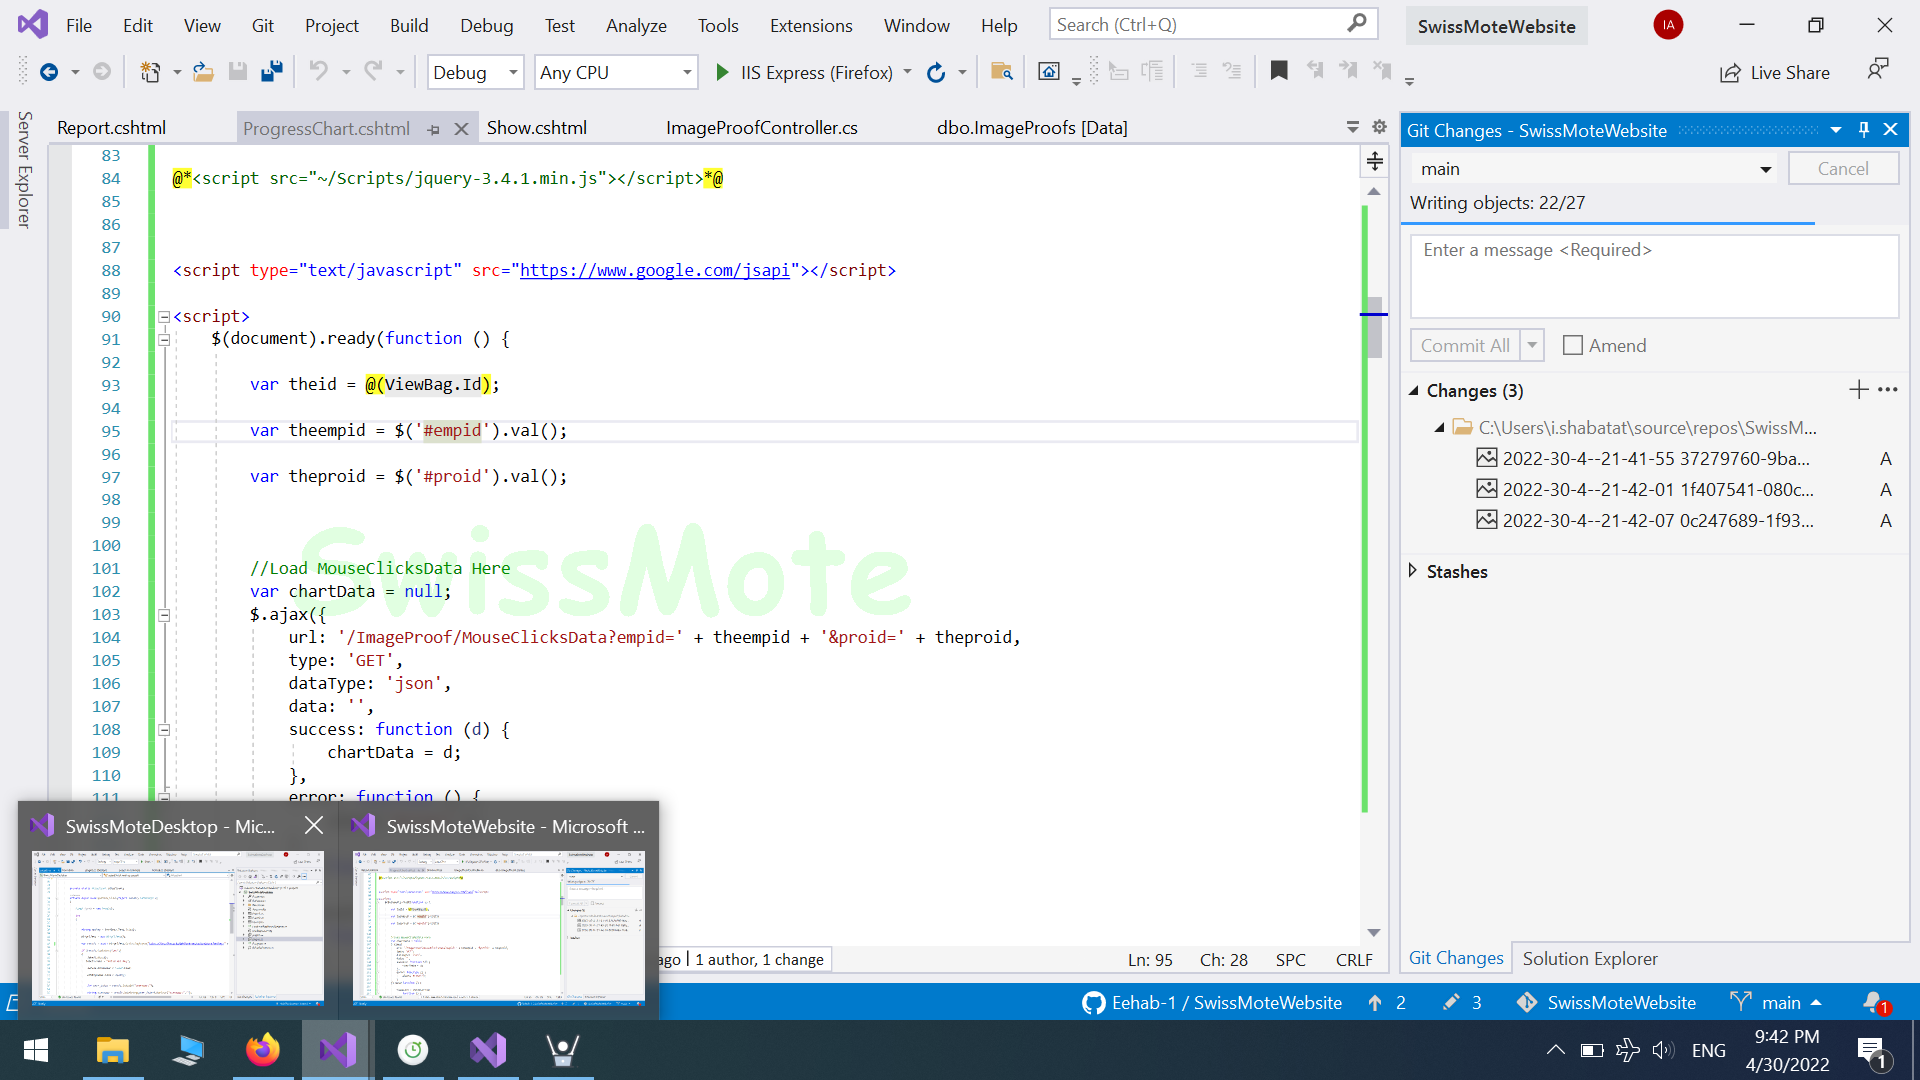 File Edit View Git Project Build Debug Test Analyze Tools Extensions Window Help Search (Ctrl+Q) SwissMoteWebsite IA
Debug Any CPU IIS Express (Firefox) Live Share
Server Explorer
Report.cshtml ProgressChart.cshtml Show.cshtml ImageProofController.cs dbo.ImageProofs [Data]
83
84 @*<script src="~/Scripts/jquery-3.4.1.min.js"></script>*@
85
86
87
88 <script type="text/javascript" src="https://www.google.com/jsapi"></script>
89
90 <script>
91 $(document).ready(function () {
92
93 var theid = @(ViewBag.Id);
94
95 var theempid = $('#empid').val();
96
97 var theproid = $('#proid').val();
98
99
100
101 //Load MouseClicksData Here
102 var chartData = null;
103 $.ajax({
104 url: '/ImageProof/MouseClicksData?empid=' + theempid + '&proid=' + theproid,
105 type: 'GET',
106 dataType: 'json',
107 data: '',
108 success: function (d) {
109 chartData = d;
110 },
111 error: function () {
SwissMote
Git Changes - SwissMoteWebsite
main Cancel
Writing objects: 22/27
Enter a message <Required>
Commit All Amend
Changes (3)
C:\Users\i.shabatat\source\repos\SwissM...
2022-30-4--21-41-55 37279760-9ba... A
2022-30-4--21-42-01 1f407541-080c... A
2022-30-4--21-42-07 0c247689-1f93... A
Stashes
SwissMoteDesktop - Mic... SwissMoteWebsite - Microsoft ...
ago | 1 author, 1 change Ln: 95 Ch: 28 SPC CRLF
Git Changes Solution Explorer
Eehab-1 / SwissMoteWebsite 2 3 SwissMoteWebsite main 1
ENG 9:42 PM
4/30/2022 1